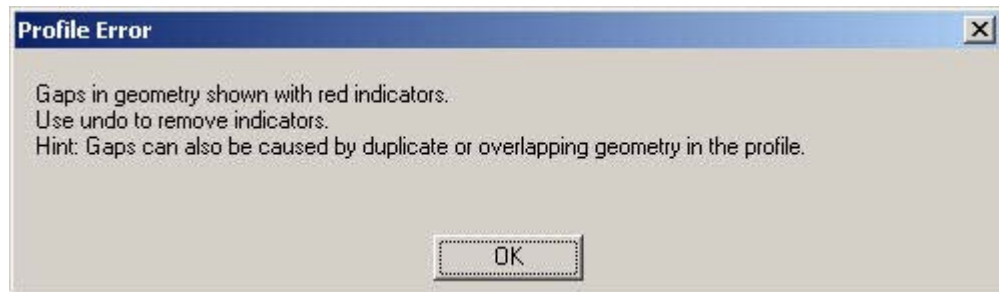 Profile Error
Gaps in geometry shown with red indicators.
Use undo to remove indicators.
Hint: Gaps can also be caused by duplicate or overlapping geometry in the profile.
OK